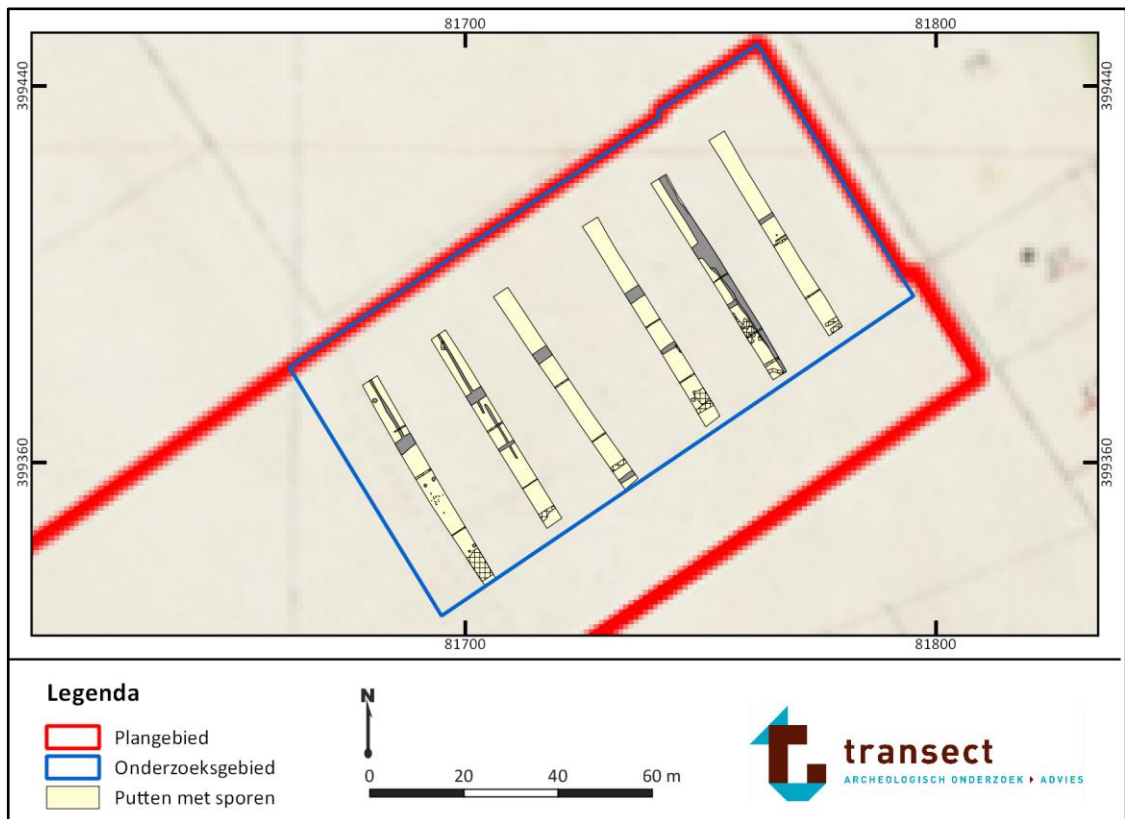 81700 81800
399440 399440
399360 399360
81700 81800
Legenda
Plangebied
Onderzoeksgebied
Putten met sporen
N
0 20 40 60 m
transect
ARCHEOLOGISCH ONDERZOEK ▸ ADVIES